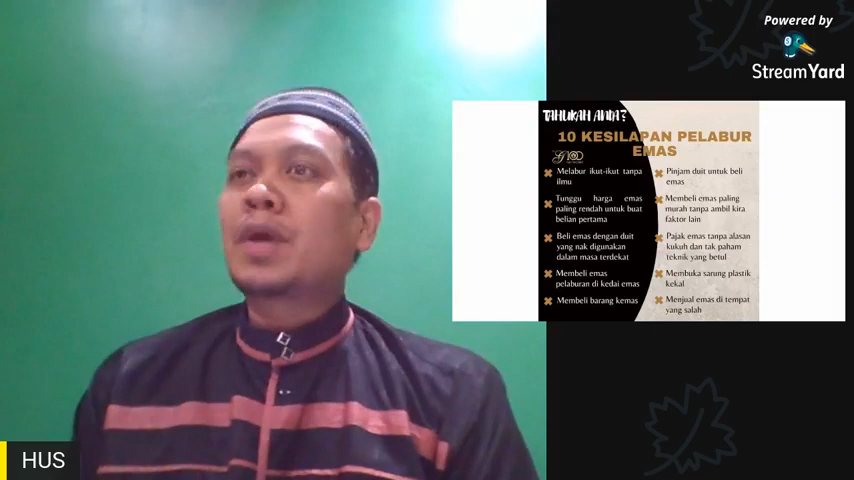 Powered by
StreamYard
TAHUKAH ANDA?
10 KESILAPAN PELABUR
EMAS
Melabur ikut-ikut tanpa
ilmu
Tunggu harga emas
paling rendah untuk buat
belian pertama
Beli emas dengan duit
yang nak digunakan
dalam masa terdekat
Membeli emas
pelaburan di kedai emas
Membeli barang kemas
Pinjam duit untuk beli
emas
Membeli emas paling
murah tanpa ambil kira
faktor lain
Pajak emas tanpa alasan
kukuh dan tak paham
teknik yang betul
Membuka sarung plastik
kekal
Menjual emas di tempat
yang salah
HUS